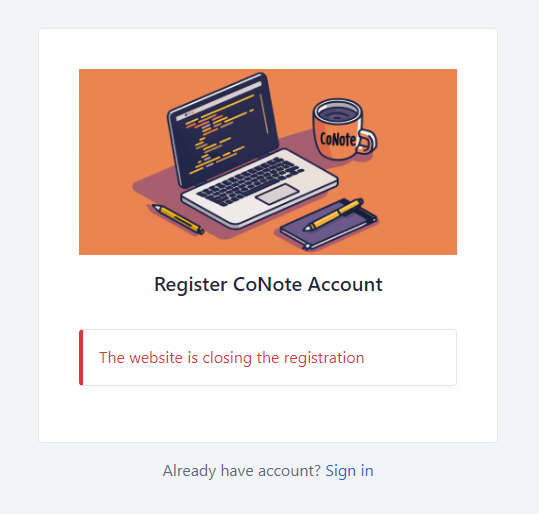 CoNote
Register CoNote Account
The website is closing the registration
Already have account? Sign in